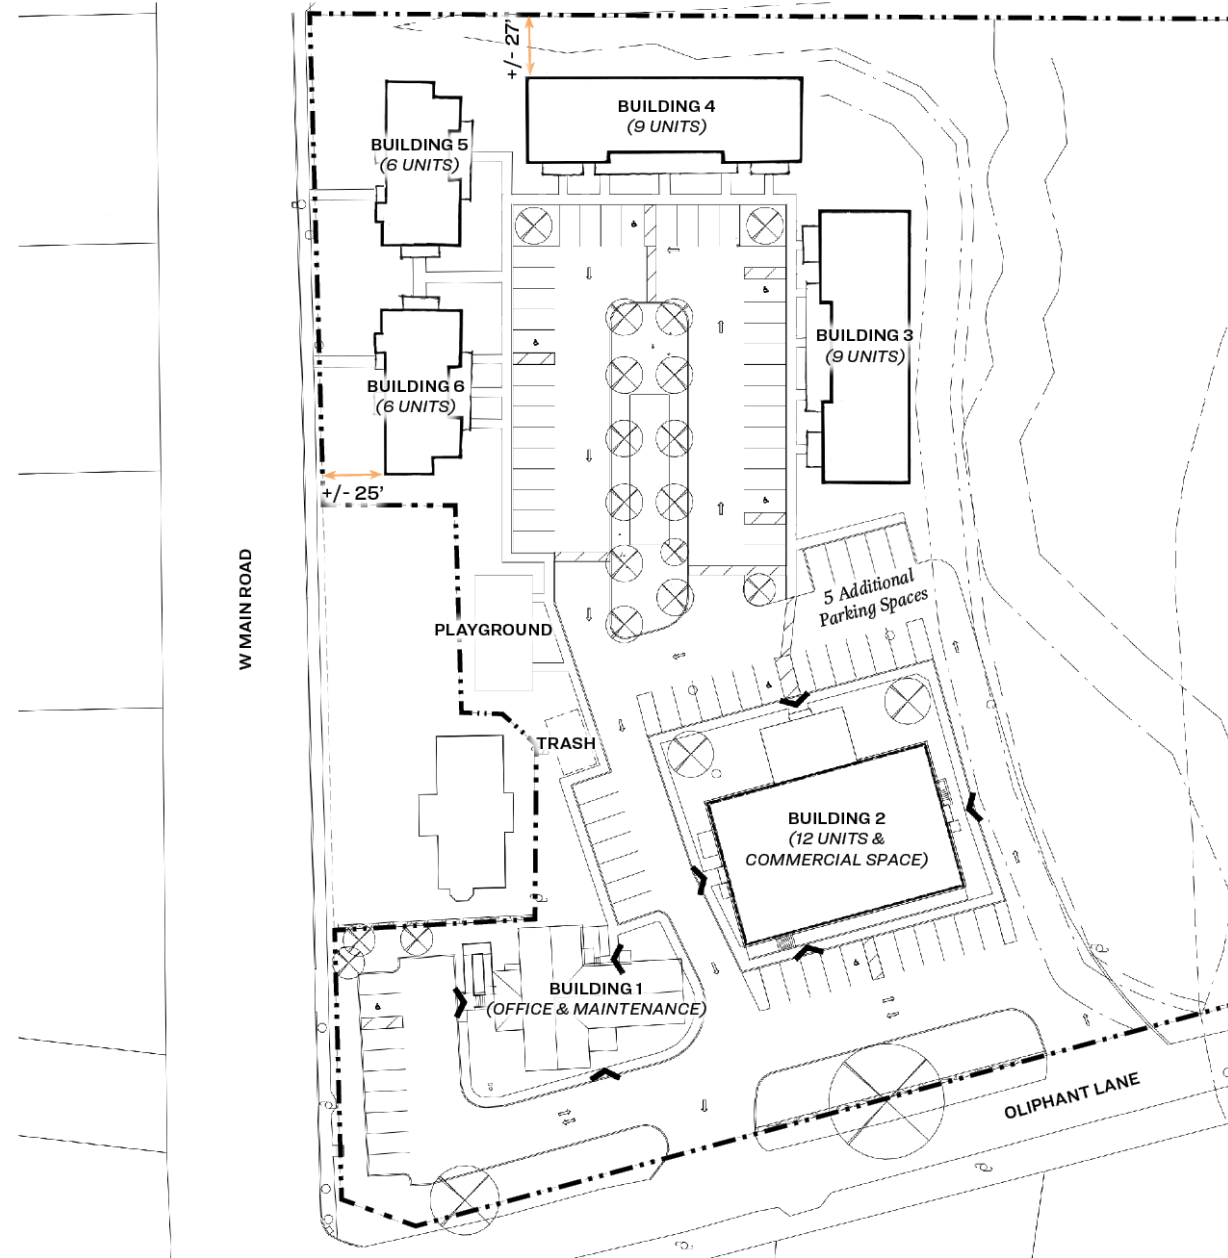 +/- 27'
BUILDING 4
(9 UNITS)
BUILDING 5
(6 UNITS)
BUILDING 3
(9 UNITS)
BUILDING 6
(6 UNITS)
+/- 25'
W MAIN ROAD
5 Additional
Parking Spaces
PLAYGROUND
TRASH
BUILDING 2
(12 UNITS &
COMMERCIAL SPACE)
BUILDING 1
(OFFICE & MAINTENANCE)
OLIPHANT LANE